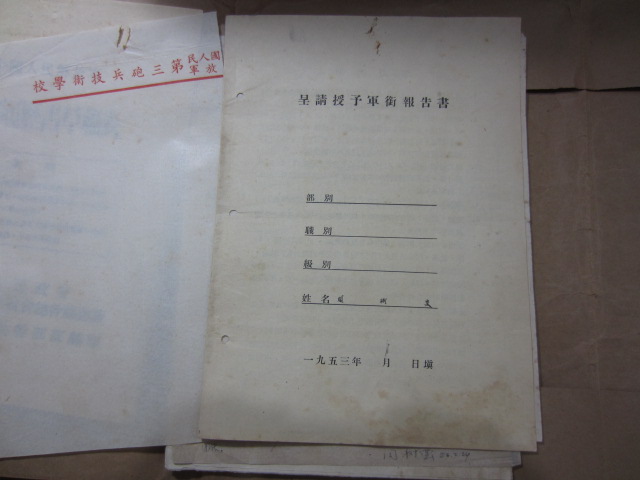 校學術技兵砲三第民人國
軍放
呈請授予軍銜報告書
部別
職別
級別
姓名
一九五三年 月 日塡